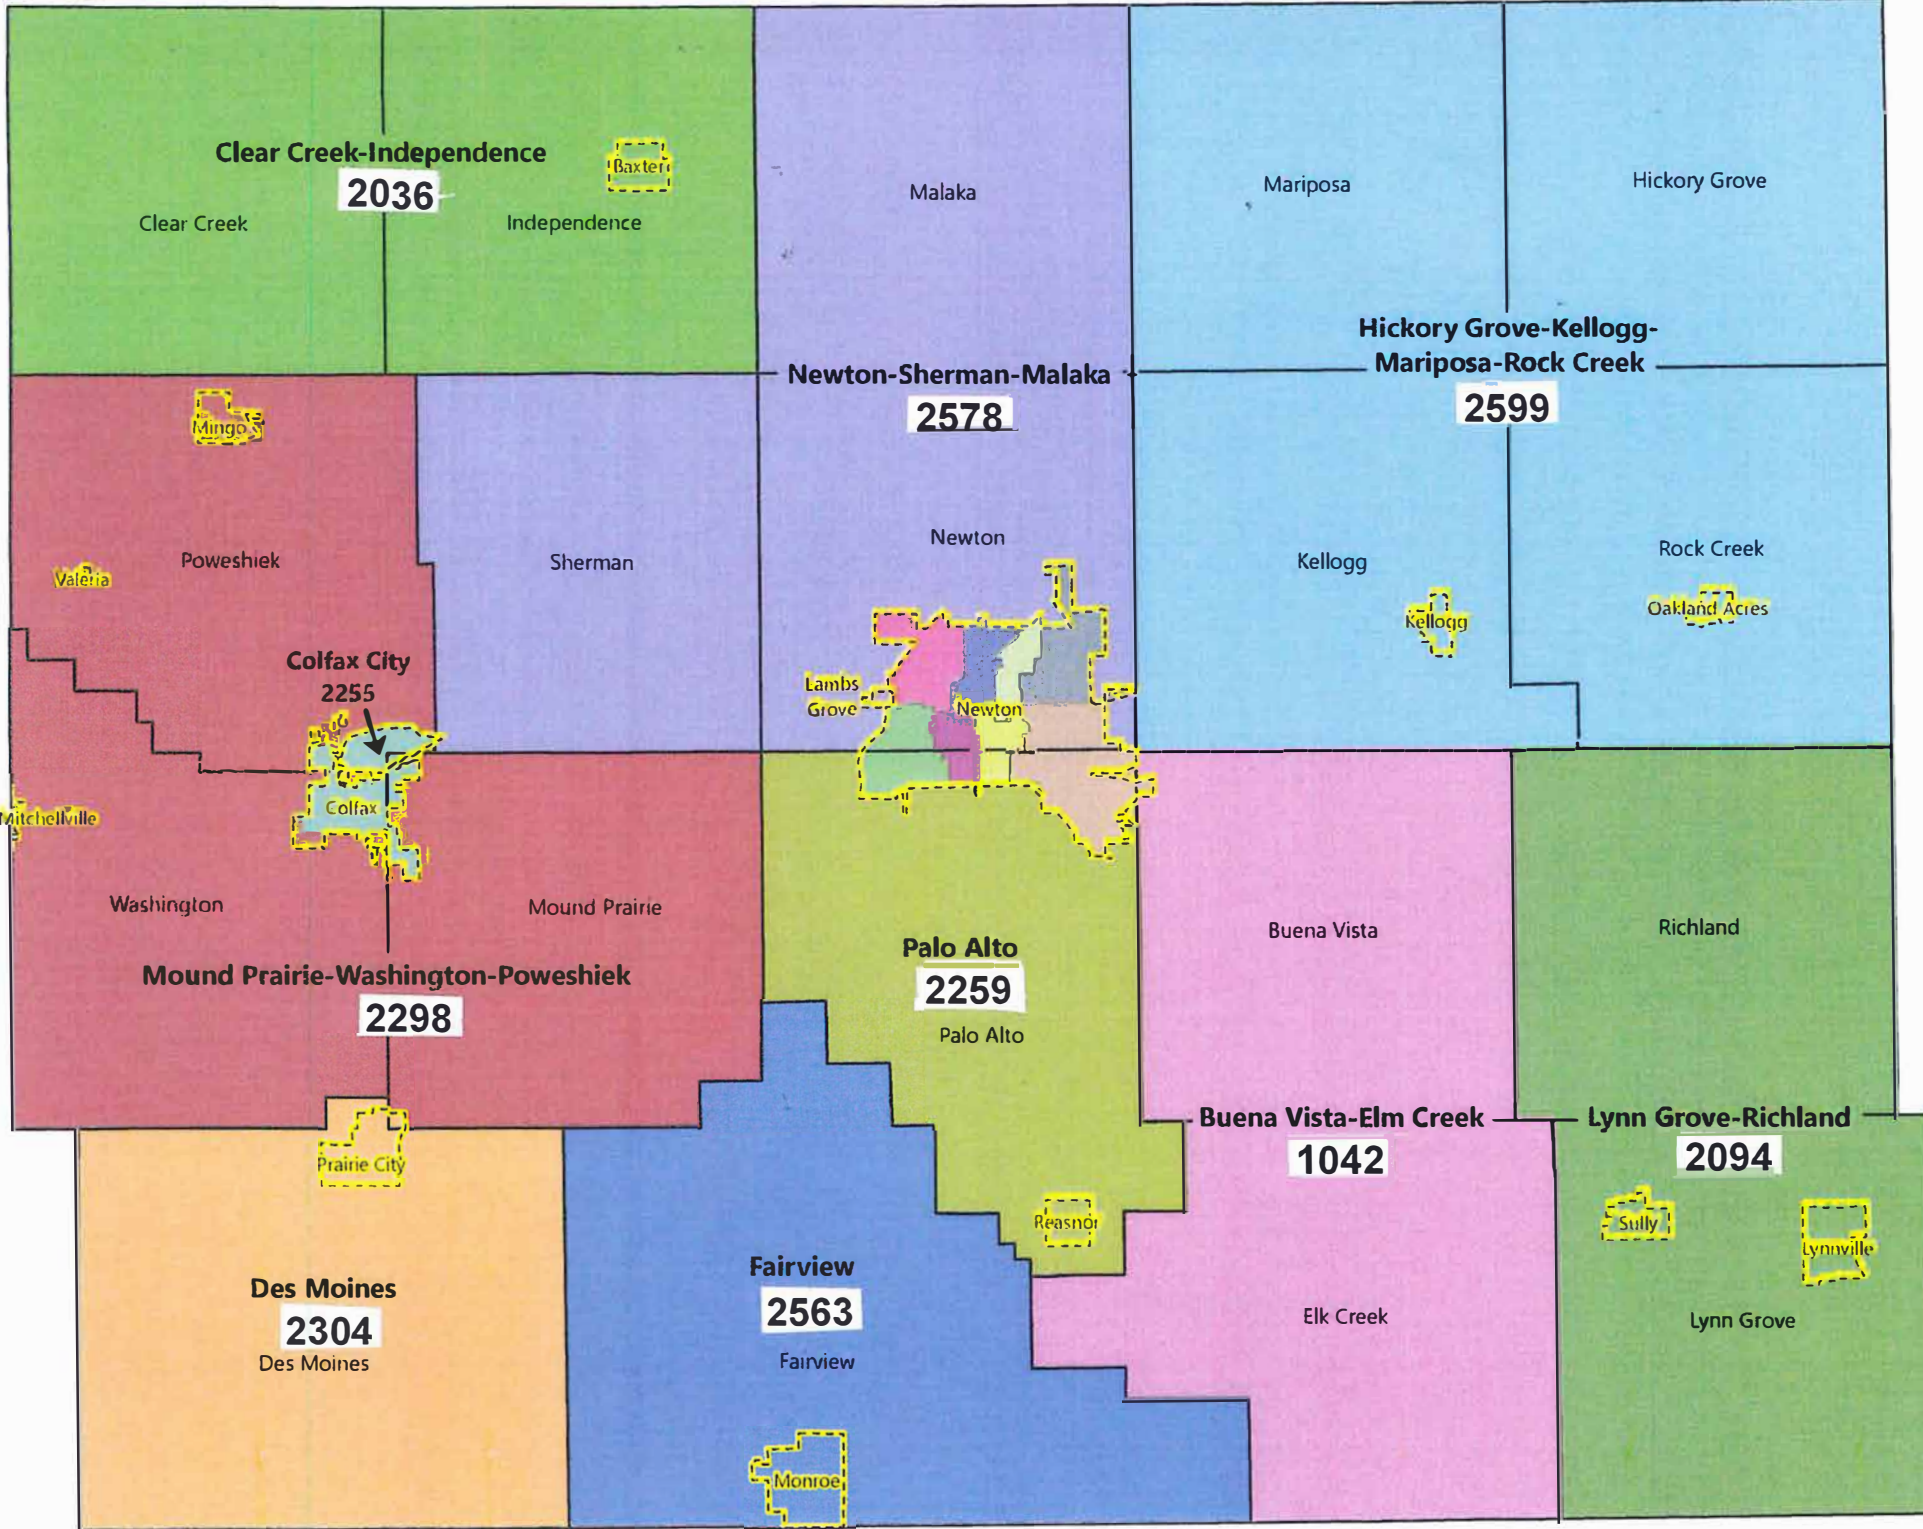 Clear Creek-Independence
2036
Baxter
Clear Creek
Independence
Malaka
Mariposa
Hickory Grove
Hickory Grove-Kellogg-
Mariposa-Rock Creek
2599
Newton-Sherman-Malaka
2578
Mingo
Poweshiek
Valeria
Sherman
Newton
Kellogg
Rock Creek
Kellogg
Oakland Acres
Colfax City
2255
Lambs
Grove
Newton
Colfax
Mitchellville
Washington
Mound Prairie
Mound Prairie-Washington-Poweshiek
2298
Palo Alto
2259
Palo Alto
Buena Vista
Richland
Buena Vista-Elm Creek
1042
Lynn Grove-Richland
2094
Prairie City
Reasnor
Sully
Lynnville
Des Moines
2304
Des Moines
Fairview
2563
Fairview
Elk Creek
Lynn Grove
Monroe